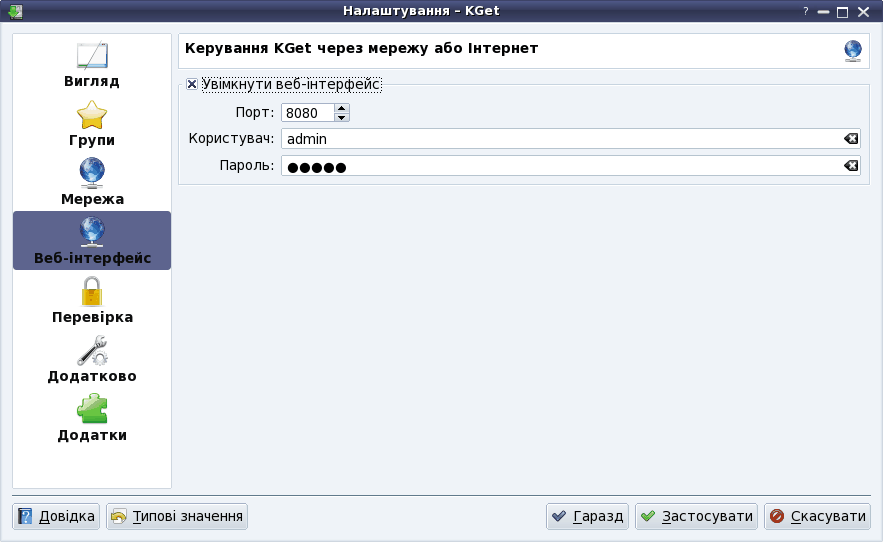 Налаштування – KGet
?
Вигляд
Групи
Мережа
Веб-інтерфейс
Перевірка
Додатково
Додатки
Керування KGet через мережу або Інтернет
Увімкнути веб-інтерфейс
Порт: 8080
Користувач: admin
Пароль: ●●●●●
Довідка
Типові значення
Гаразд
Застосувати
Скасувати